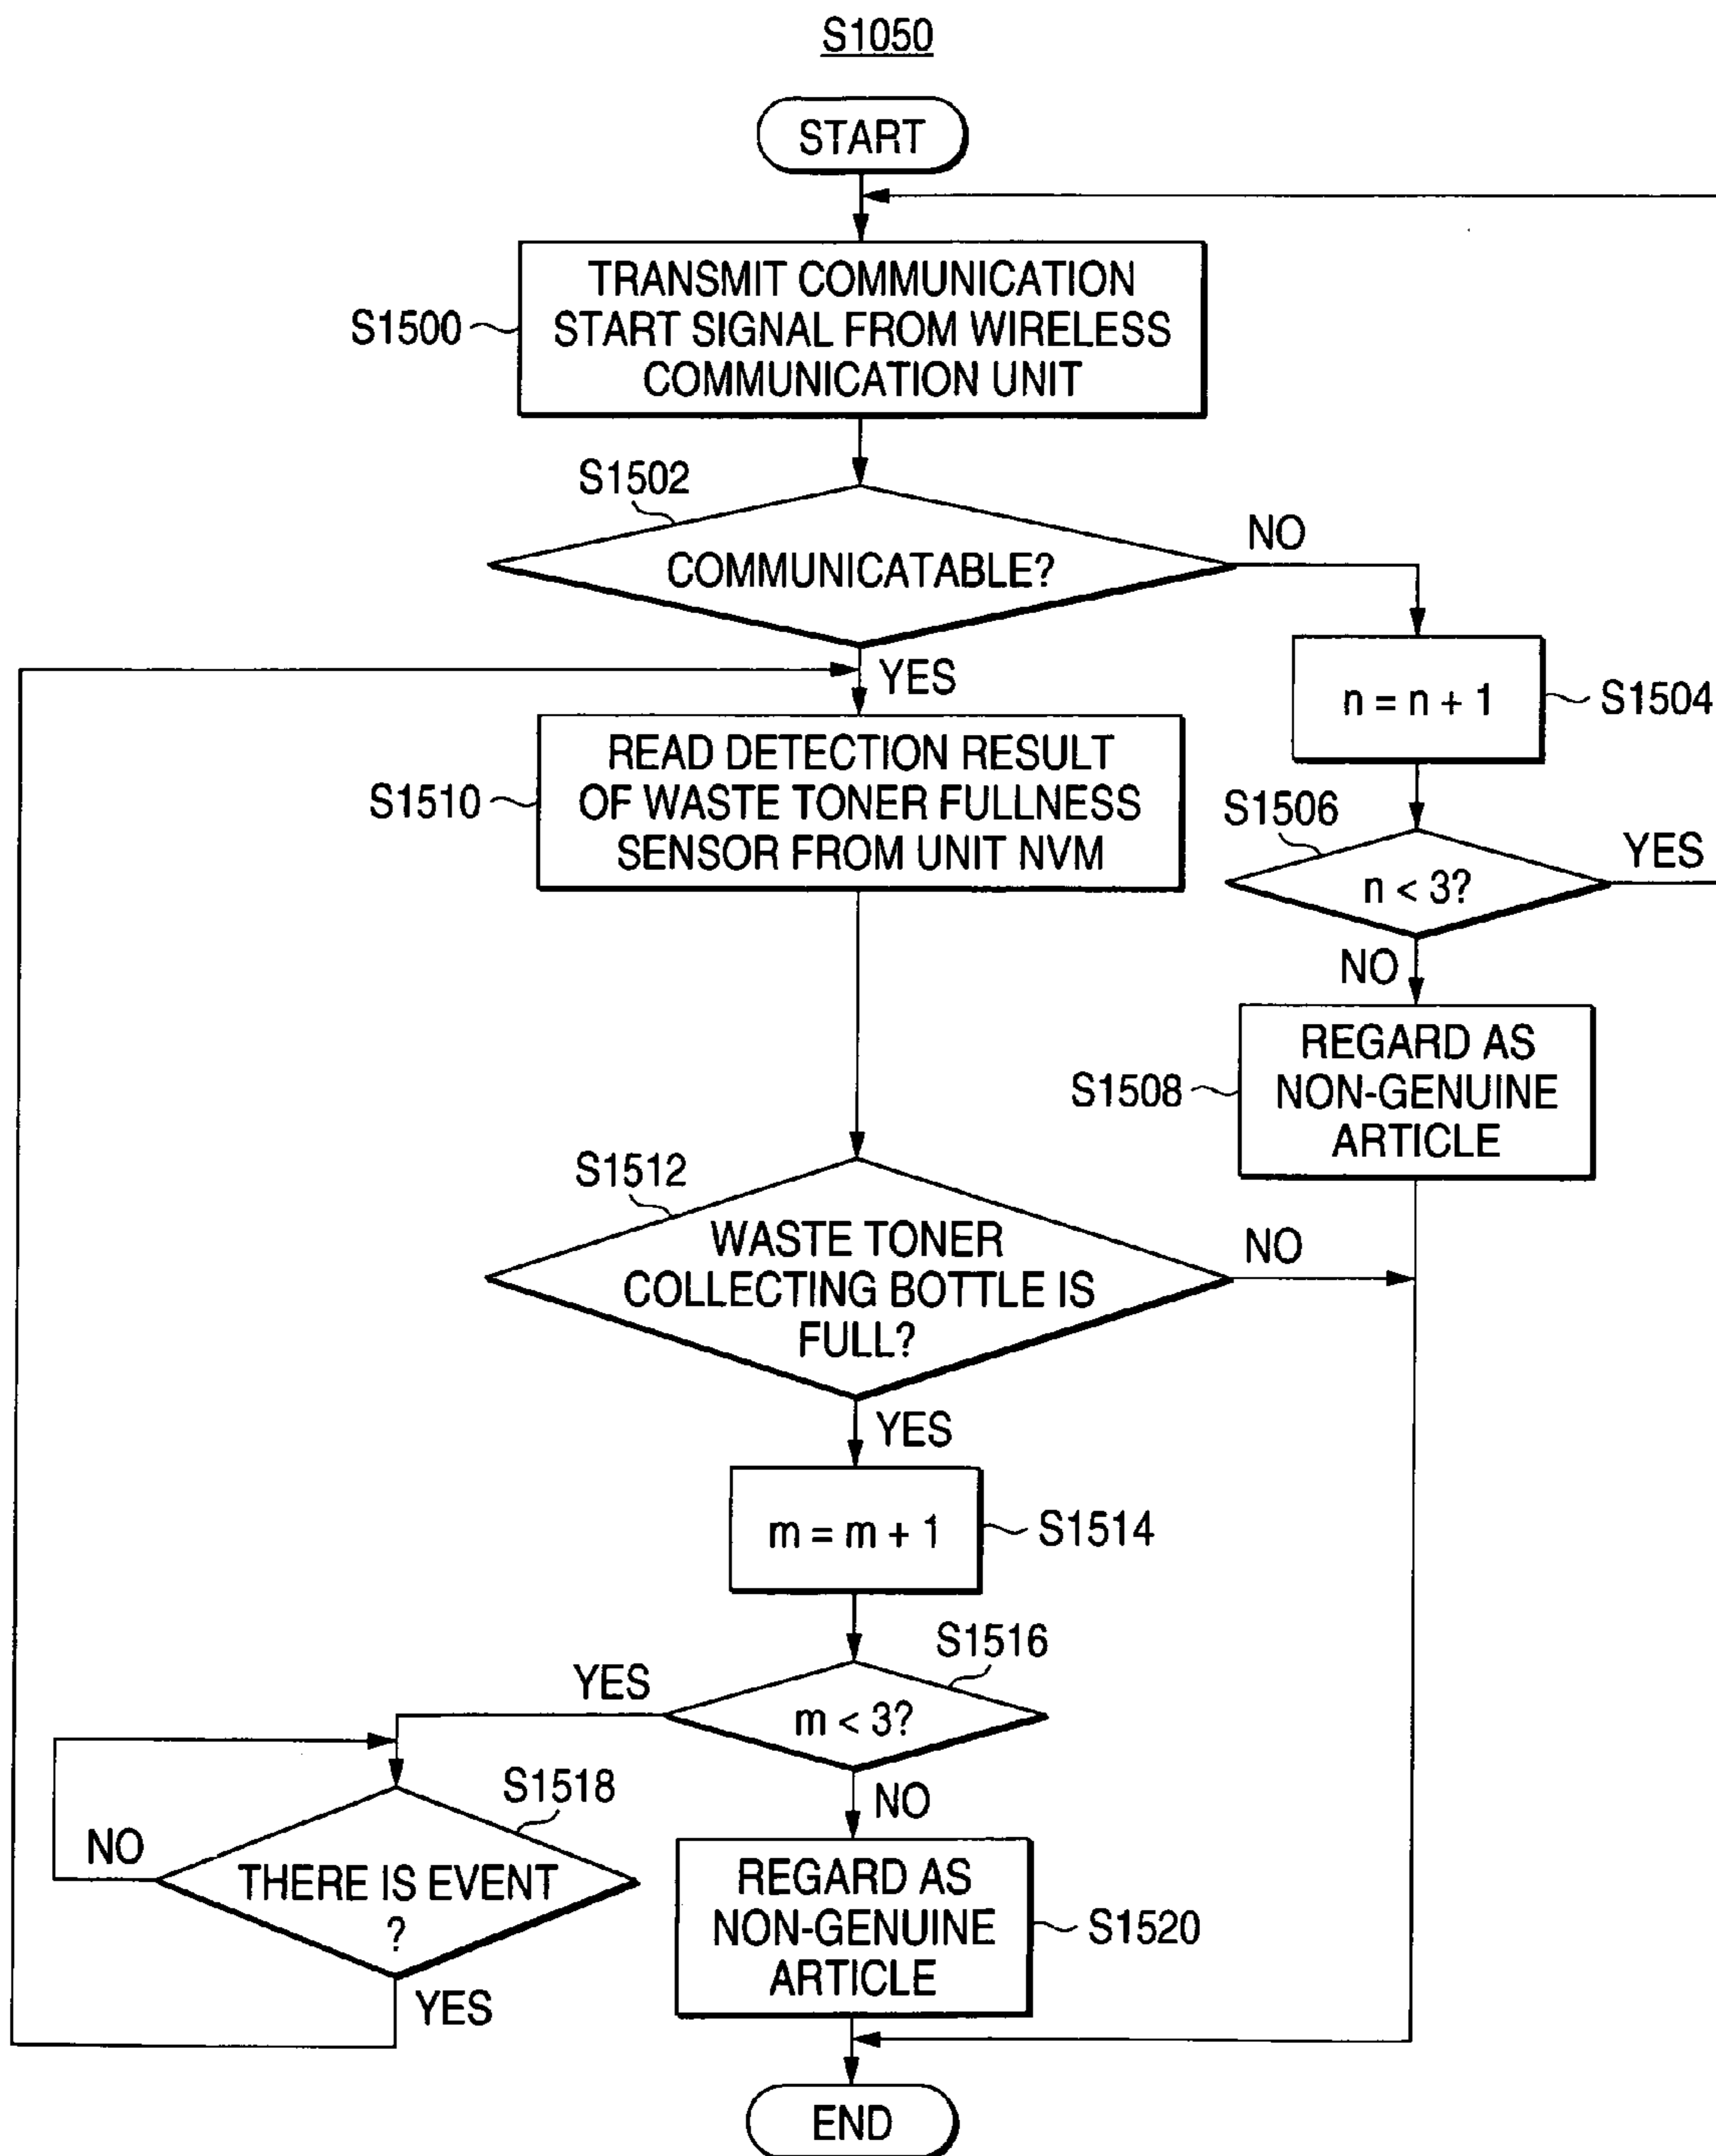 S1050
START
S1500
TRANSMIT COMMUNICATION
START SIGNAL FROM WIRELESS
COMMUNICATION UNIT
S1502
COMMUNICATABLE?
NO
YES
n = n + 1
S1504
S1510
READ DETECTION RESULT
OF WASTE TONER FULLNESS
SENSOR FROM UNIT NVM
S1506
n < 3?
YES
NO
S1508
REGARD AS
NON-GENUINE
ARTICLE
S1512
WASTE TONER
COLLECTING BOTTLE IS
FULL?
NO
YES
m = m + 1
S1514
S1516
m < 3?
YES
NO
S1518
THERE IS EVENT
?
NO
YES
REGARD AS
NON-GENUINE
ARTICLE
S1520
END